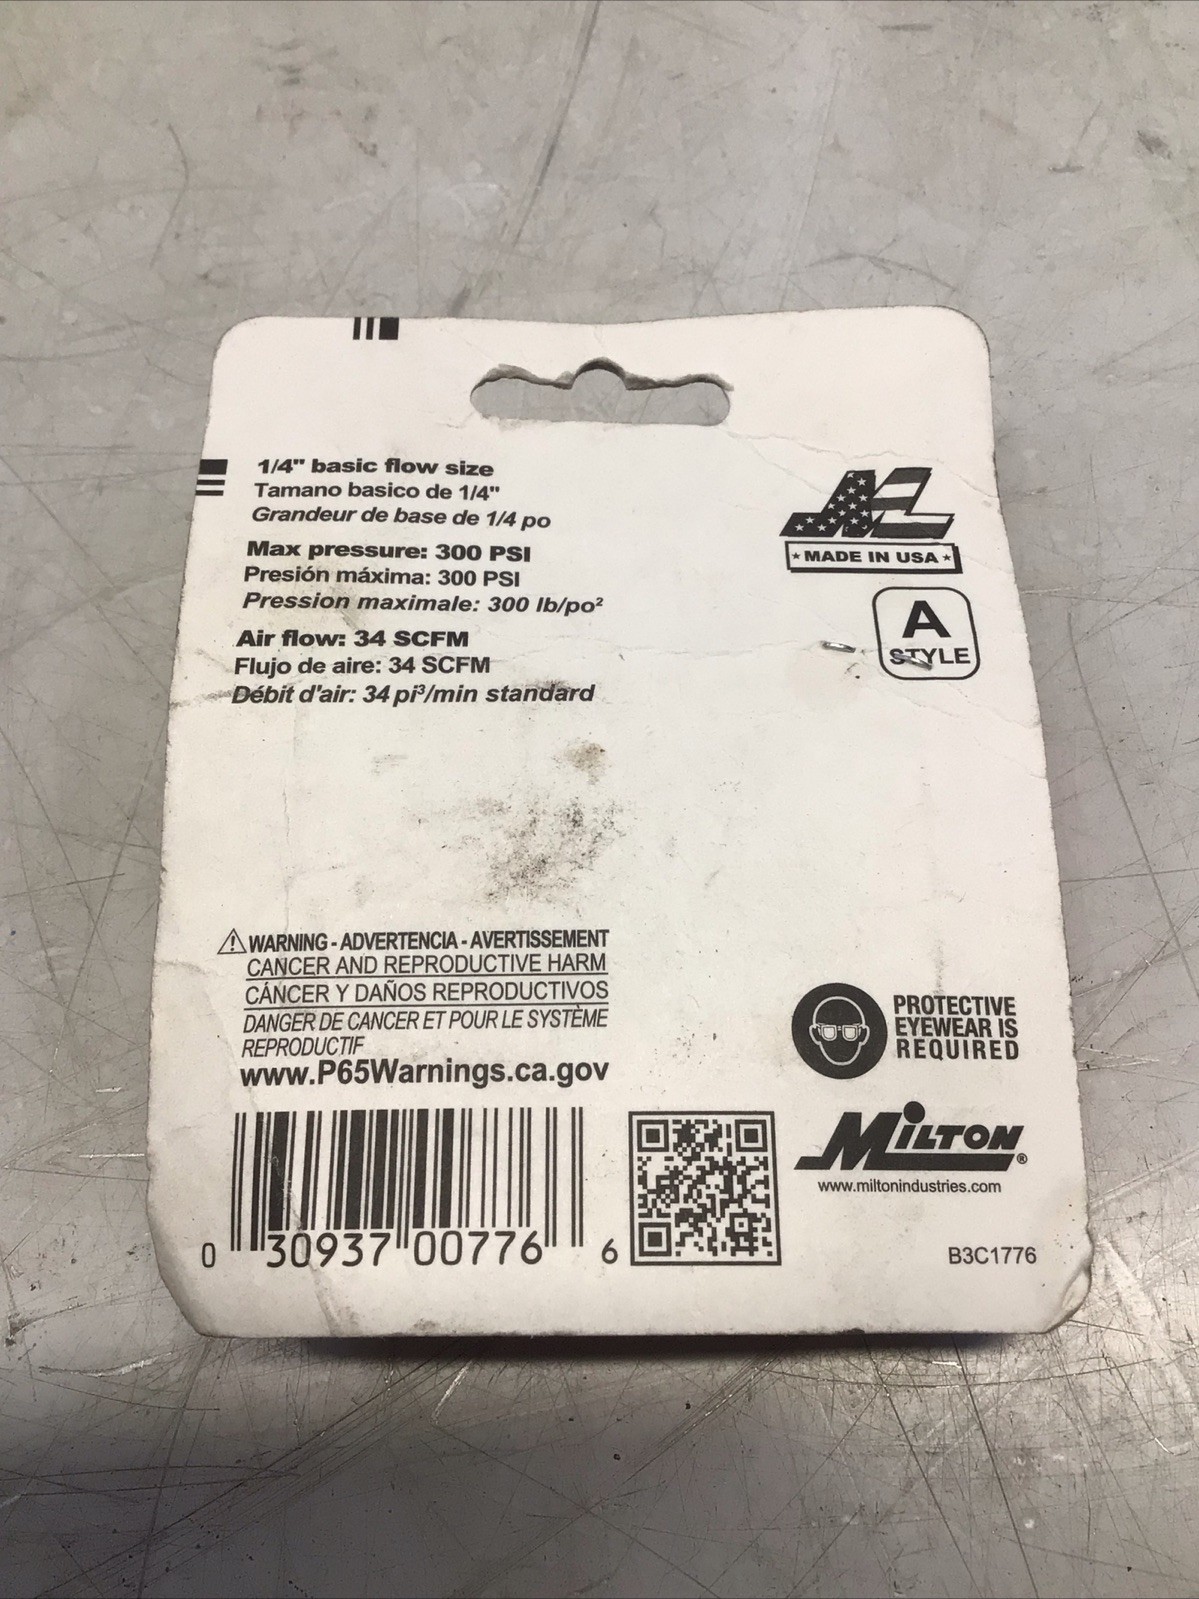 1/4" basic flow size
Tamano basico de 1/4"
Grandeur de base de 1/4 po
Max pressure: 300 PSI
Presión máxima: 300 PSI
Pression maximale: 300 lb/po²
Air flow: 34 SCFM
Flujo de aire: 34 SCFM
Débit d'air: 34 pi³/min standard
MADE IN USA
A
STYLE
WARNING - ADVERTENCIA - AVERTISSEMENT
CANCER AND REPRODUCTIVE HARM
CÁNCER Y DAÑOS REPRODUCTIVOS
DANGER DE CANCER ET POUR LE SYSTÈME
REPRODUCTIF
www.P65Warnings.ca.gov
PROTECTIVE
EYEWEAR IS
REQUIRED
MILTON®
www.miltonindustries.com
0 30937 00776 6
B3C1776